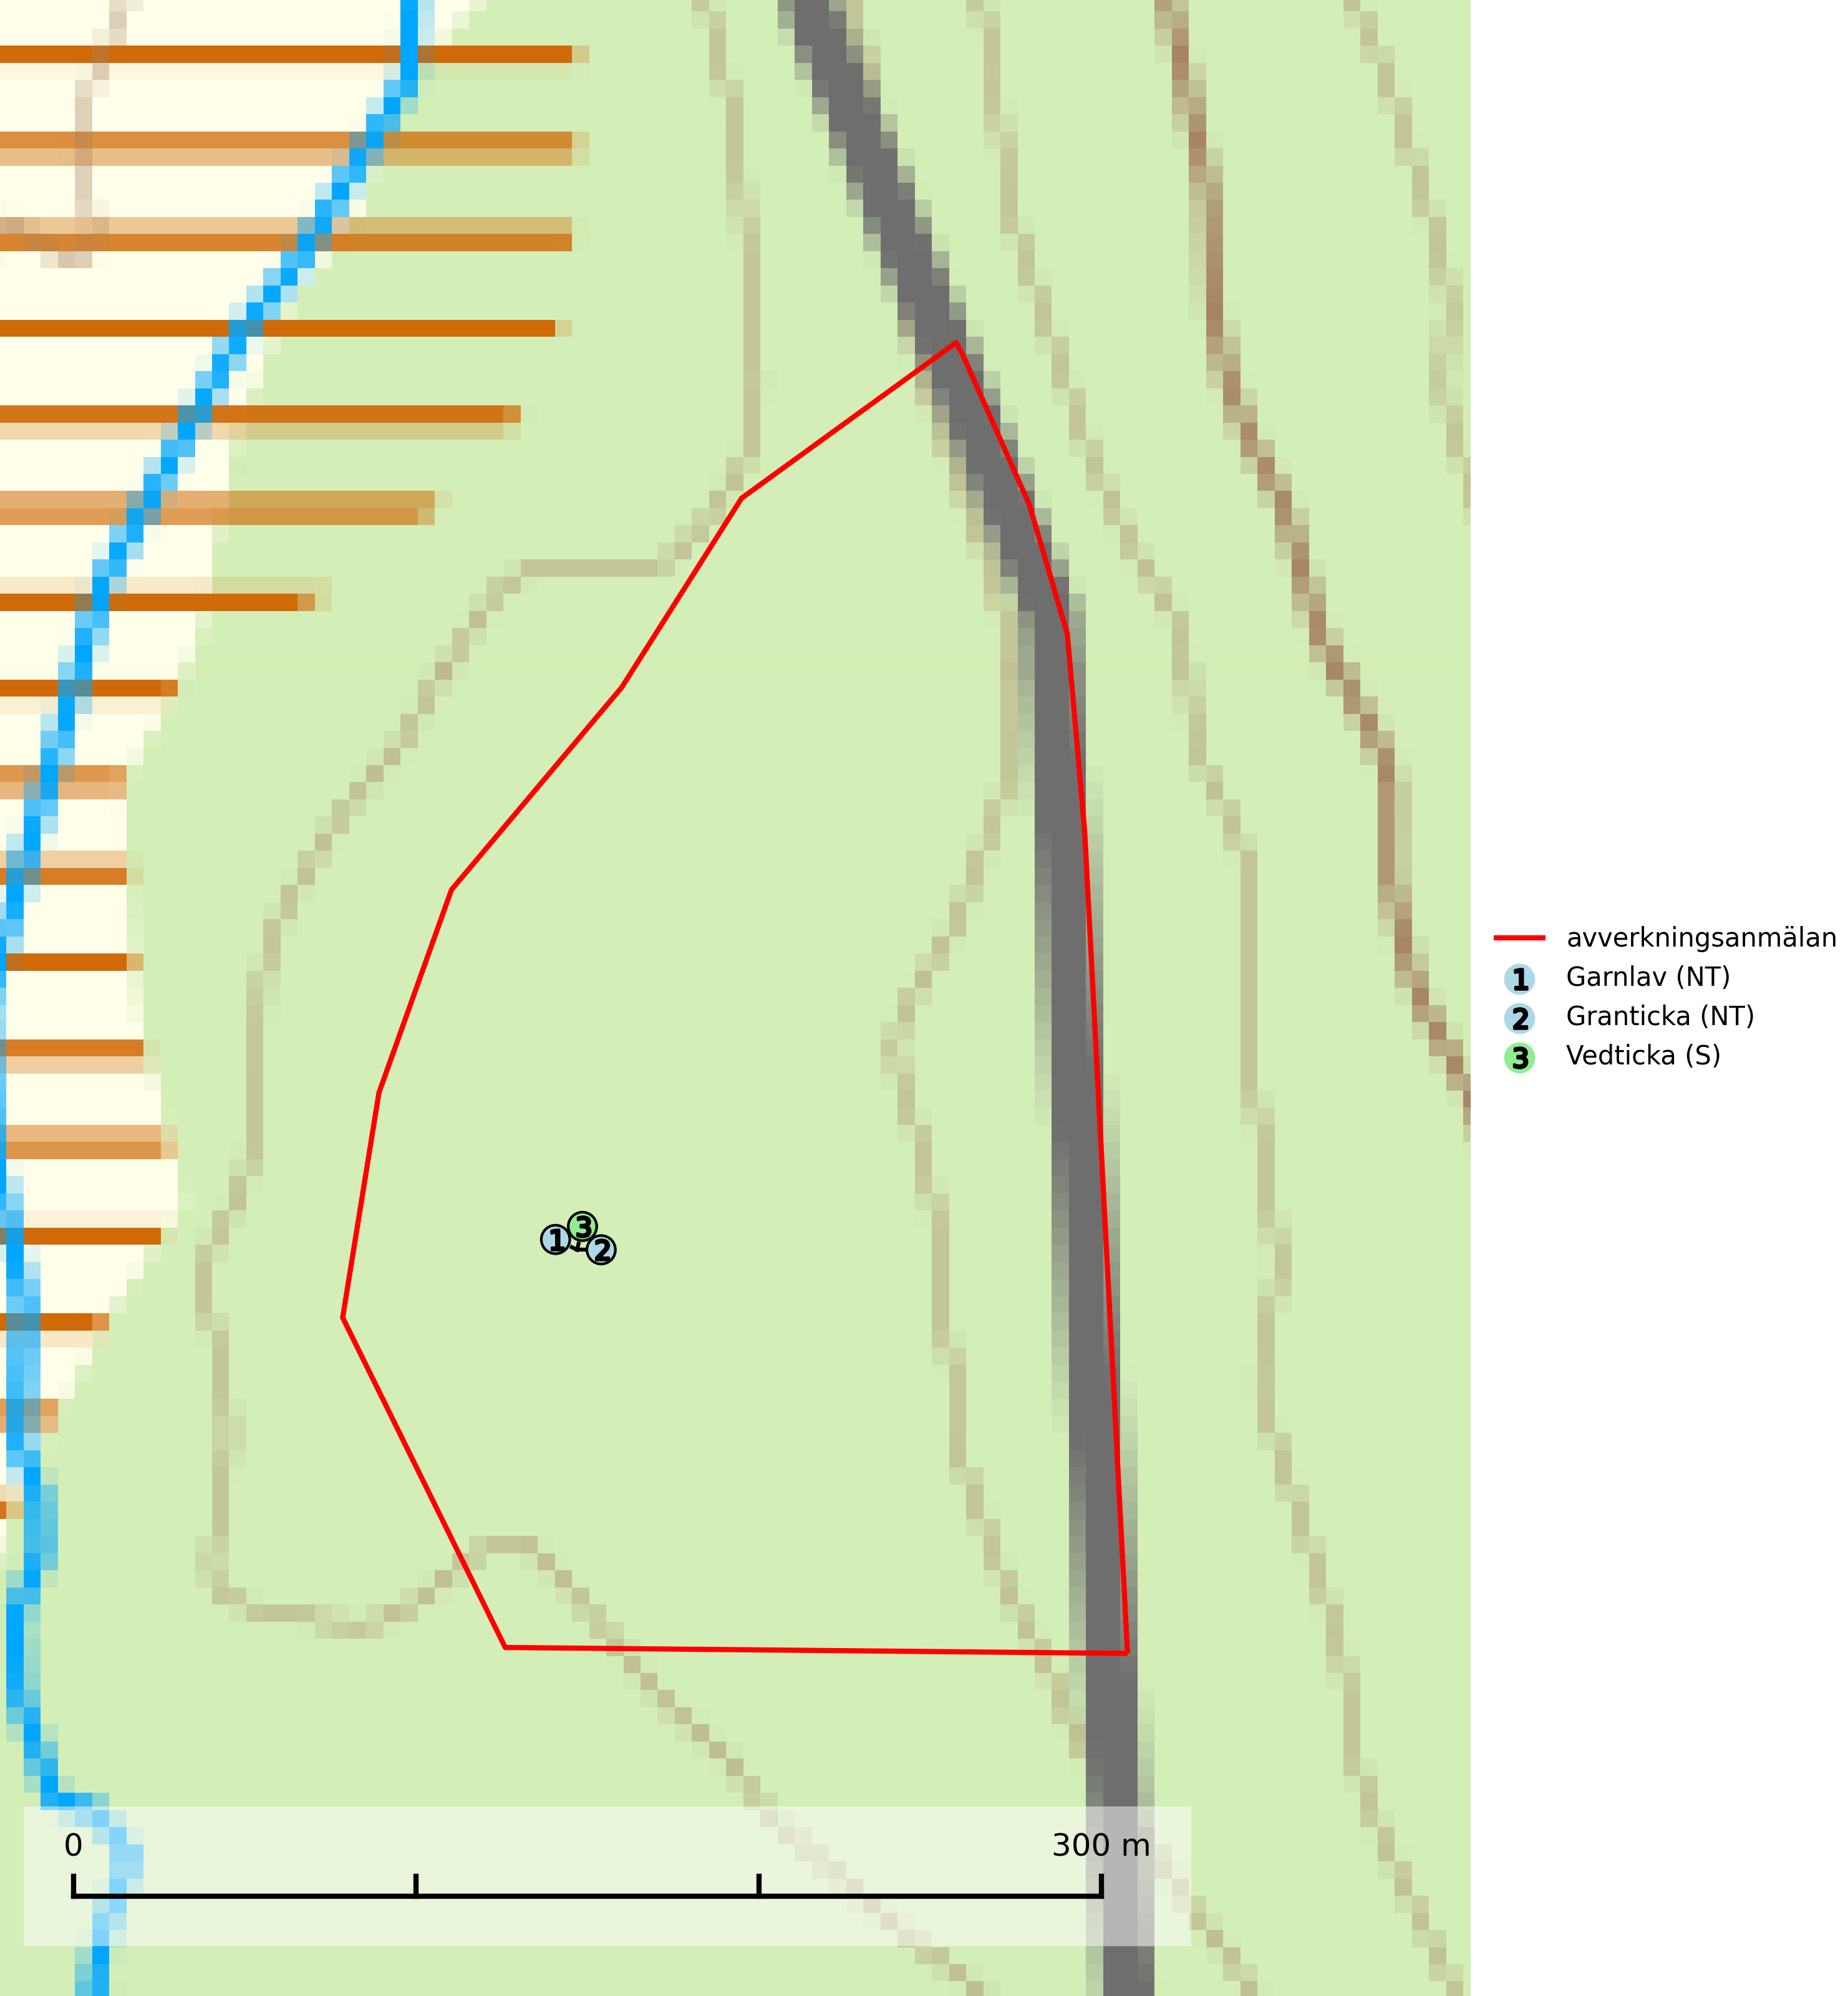 avverkningsanmälan
1 Garnlav (NT)
2 Granticka (NT)
3 Vedticka (S)
1 3 2
0 300 m